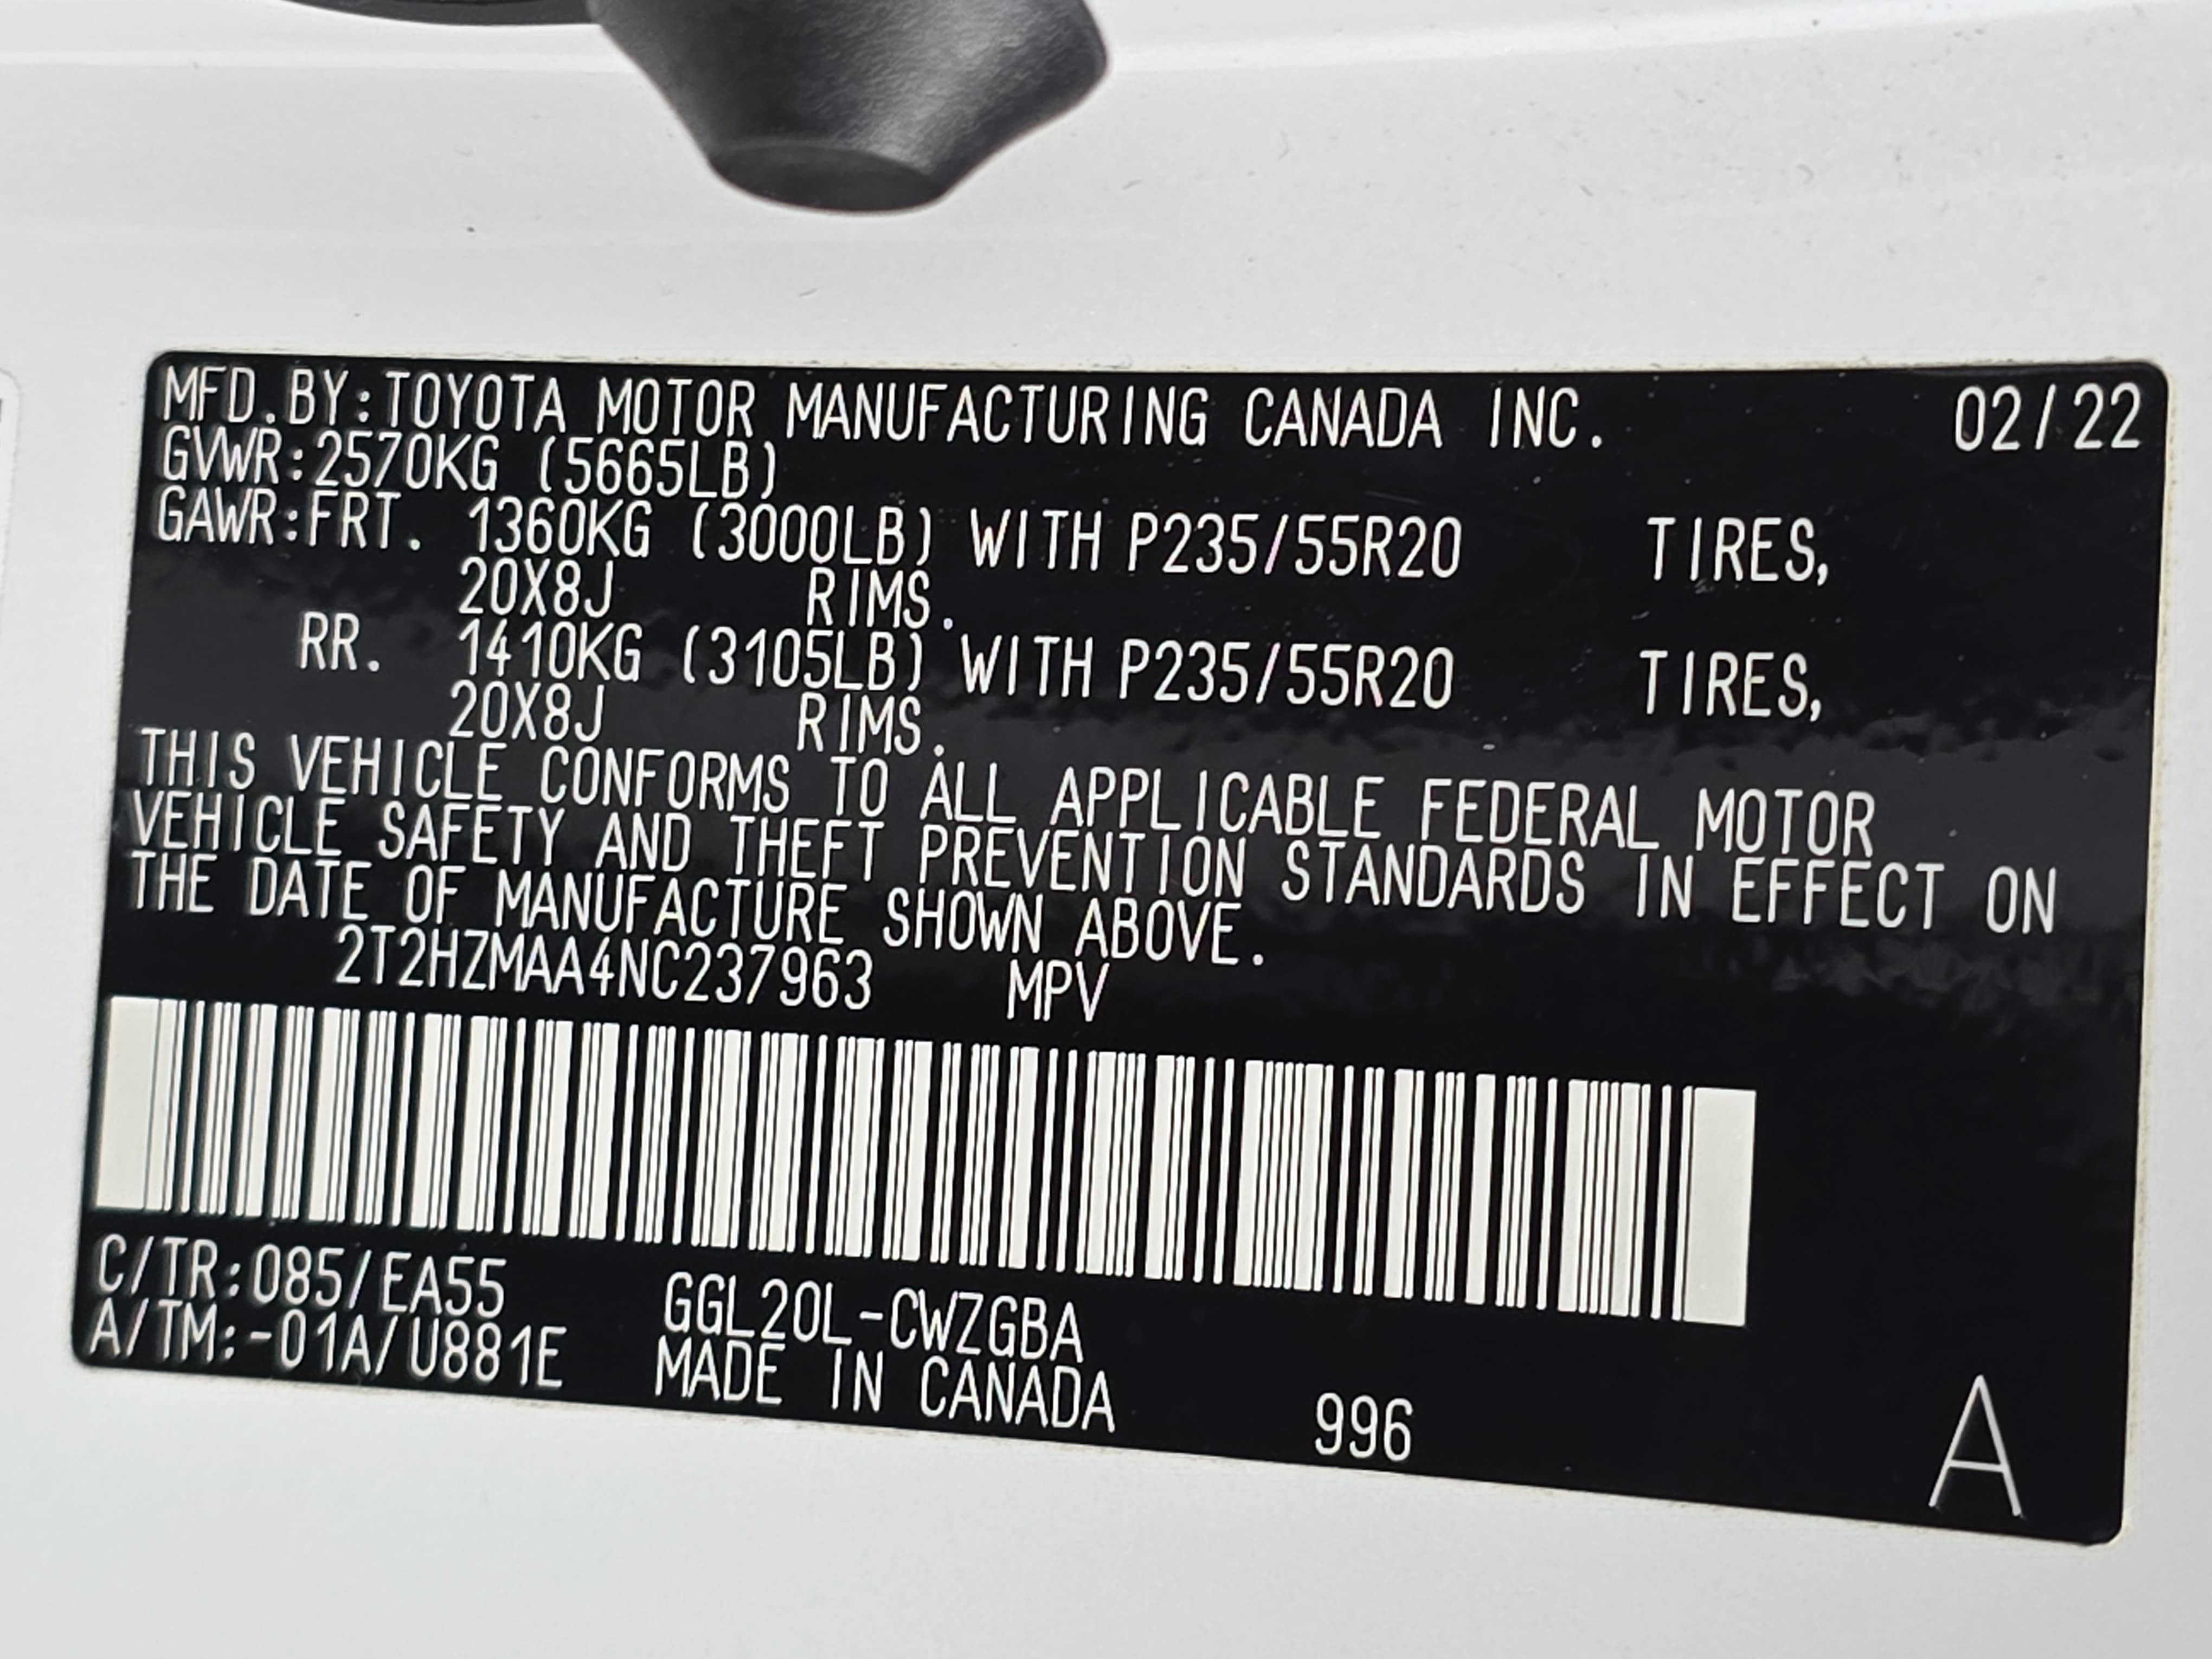 MFD.BY:TOYOTA MOTOR MANUFACTURING CANADA INC. 02/22
GVWR:2570KG (5665LB)
GAWR:FRT. 1360KG (3000LB) WITH P235/55R20 TIRES,
20X8J RIMS.
RR. 1410KG (3105LB) WITH P235/55R20 TIRES,
20X8J RIMS.
THIS VEHICLE CONFORMS TO ALL APPLICABLE FEDERAL MOTOR
VEHICLE SAFETY AND THEFT PREVENTION STANDARDS IN EFFECT ON
THE DATE OF MANUFACTURE SHOWN ABOVE.
2T2HZMAA4NC237963 MPV
C/TR:085/EA55 GGL20L-CWZGBA
A/TM:-01A/U881E MADE IN CANADA 996 A